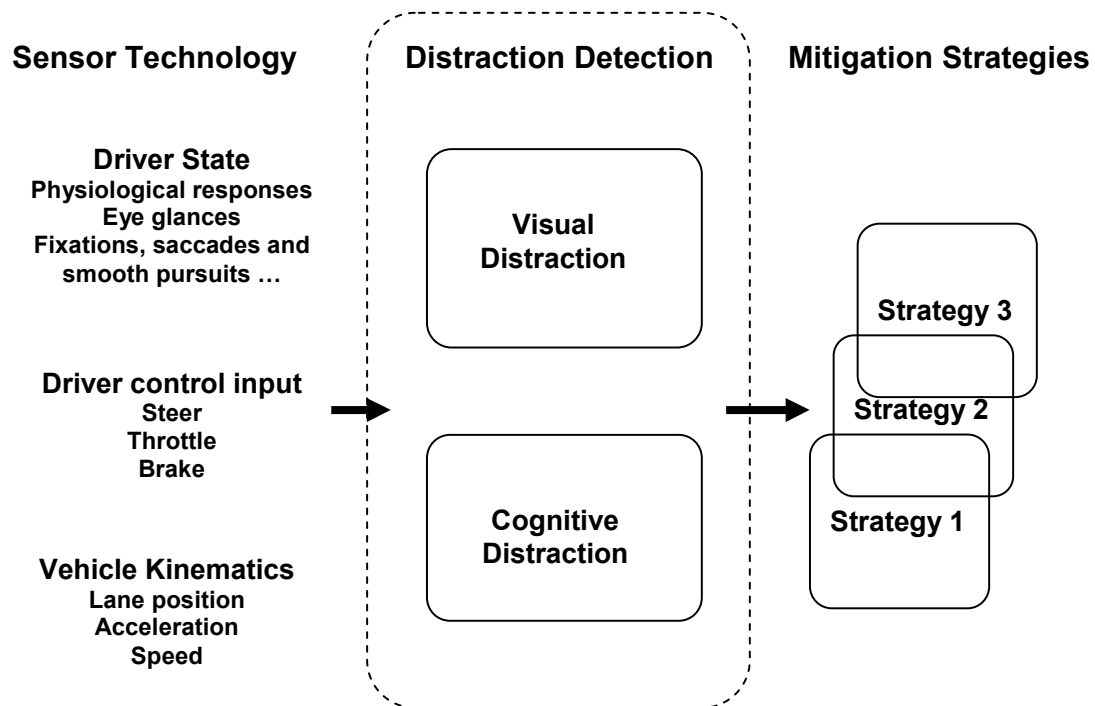 Sensor Technology
Distraction Detection
Mitigation Strategies
Driver State
Physiological responses
Eye glances
Fixations, saccades and
smooth pursuits …
Driver control input
Steer
Throttle
Brake
Vehicle Kinematics
Lane position
Acceleration
Speed
Visual
Distraction
Cognitive
Distraction
Strategy 3
Strategy 2
Strategy 1